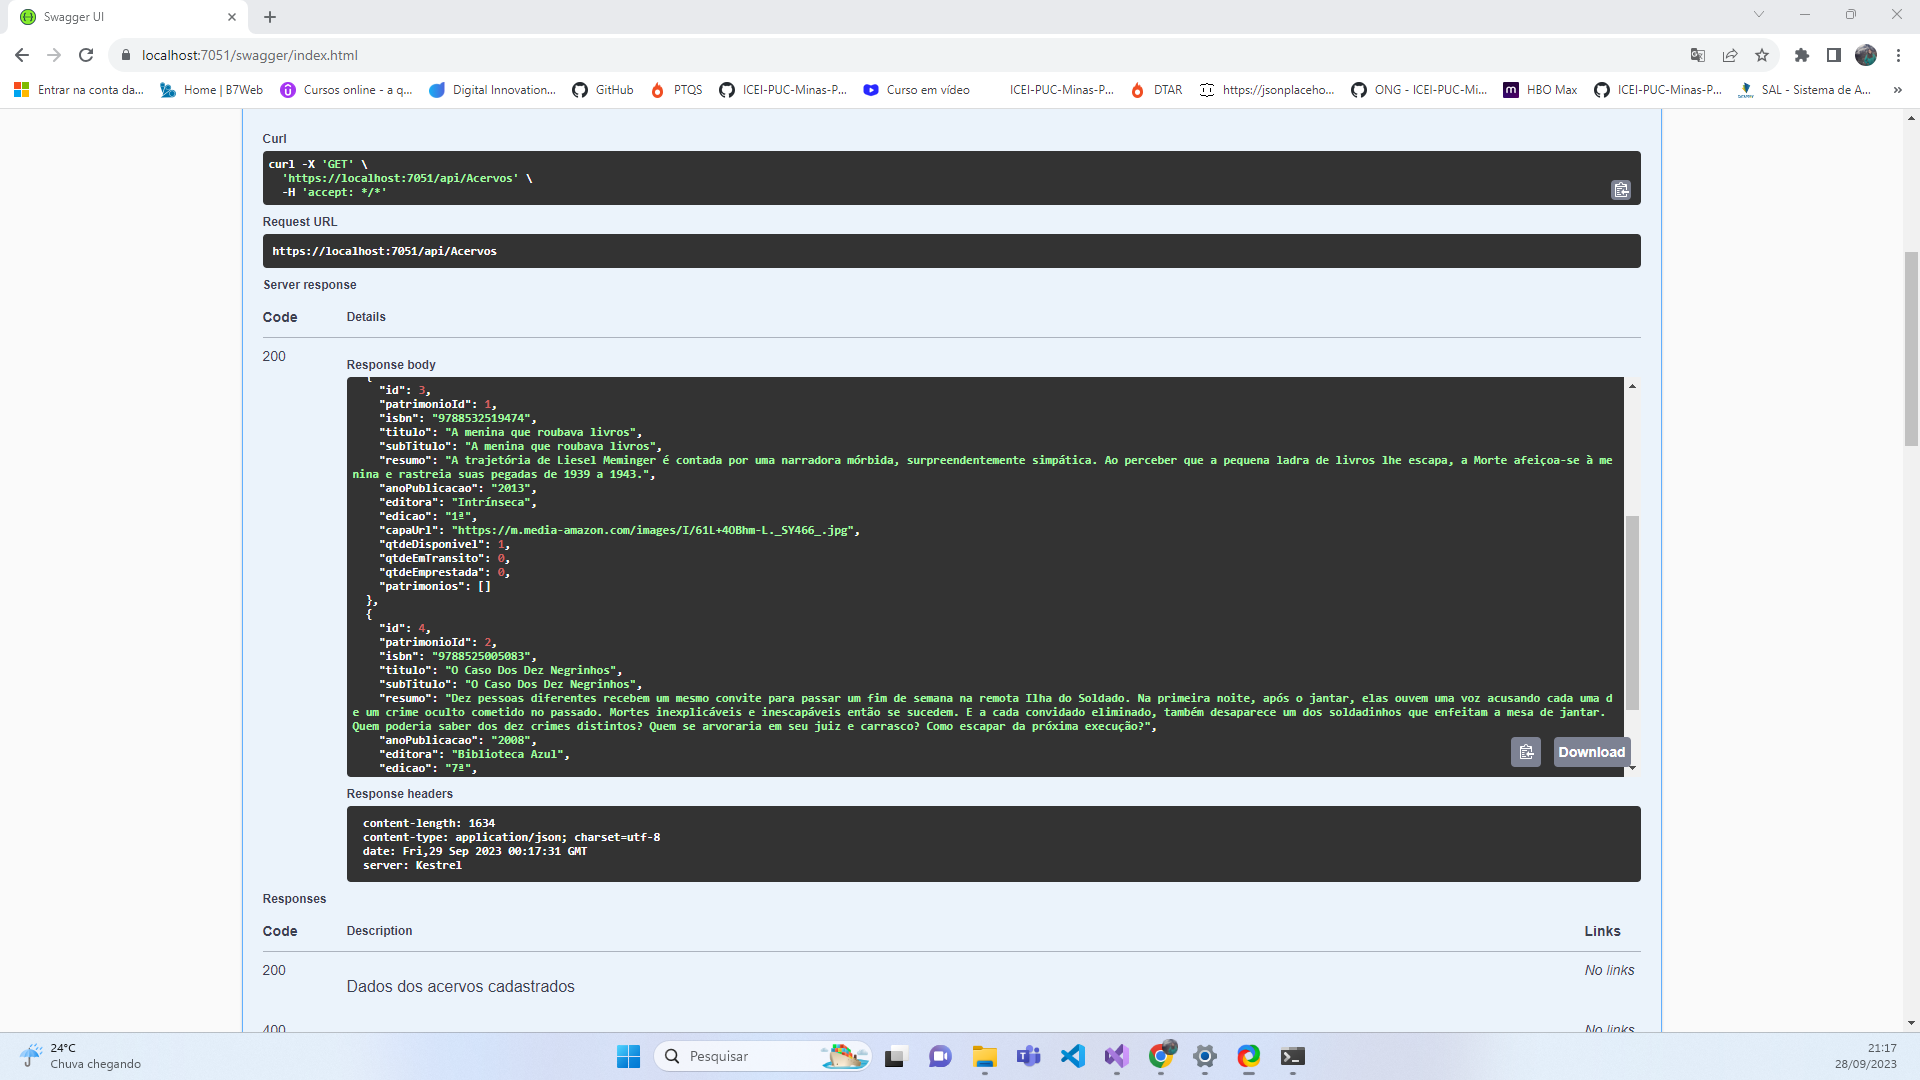 Swagger UI
localhost:7051/swagger/index.html
Entrar na conta da...
Home | B7Web
Cursos online - a q...
Digital Innovation...
GitHub
PTQS
ICEI-PUC-Minas-P...
Curso em vídeo
ICEI-PUC-Minas-P...
DTAR
https://jsonplaceho...
ONG - ICEI-PUC-Mi...
HBO Max
ICEI-PUC-Minas-P...
SAL - Sistema de A...
»
Curl
curl -X 'GET' \
'https://localhost:7051/api/Acervos' \
-H 'accept: */*'
Request URL
https://localhost:7051/api/Acervos
Server response
Code Details
200
Response body
{
"id": 3,
"patrimonioId": 1,
"isbn": "9788532519474",
"titulo": "A menina que roubava livros",
"subTitulo": "A menina que roubava livros",
"resumo": "A trajetória de Liesel Meminger é contada por uma narradora mórbida, surpreendentemente simpática. Ao perceber que a pequena ladra de livros lhe escapa, a Morte afeiçoa-se à me
nina e rastreia suas pegadas de 1939 a 1943.",
"anoPublicacao": "2013",
"editora": "Intrínseca",
"edicao": "1ª",
"capaUrl": "https://m.media-amazon.com/images/I/61L+4OBhm-L._SY466_.jpg",
"qtdeDisponivel": 1,
"qtdeEmTransito": 0,
"qtdeEmprestada": 0,
"patrimonios": []
},
{
"id": 4,
"patrimonioId": 2,
"isbn": "9788525005083",
"titulo": "O Caso Dos Dez Negrinhos",
"subTitulo": "O Caso Dos Dez Negrinhos",
"resumo": "Dez pessoas diferentes recebem um mesmo convite para passar um fim de semana na remota Ilha do Soldado. Na primeira noite, após o jantar, elas ouvem uma voz acusando cada uma d
e um crime oculto cometido no passado. Mortes inexplicáveis e inescapáveis então se sucedem. E a cada convidado eliminado, também desaparece um dos soldadinhos que enfeitam a mesa de jantar.
Quem poderia saber dos dez crimes distintos? Quem se arvoraria em seu juiz e carrasco? Como escapar da próxima execução?",
"anoPublicacao": "2008",
"editora": "Biblioteca Azul",
"edicao": "7ª",
Download
Response headers
content-length: 1634
content-type: application/json; charset=utf-8
date: Fri,29 Sep 2023 00:17:31 GMT
server: Kestrel
Responses
Code Description Links
200 No links
Dados dos acervos cadastrados
400 No links
24°C
Chuva chegando
Pesquisar
21:17
28/09/2023